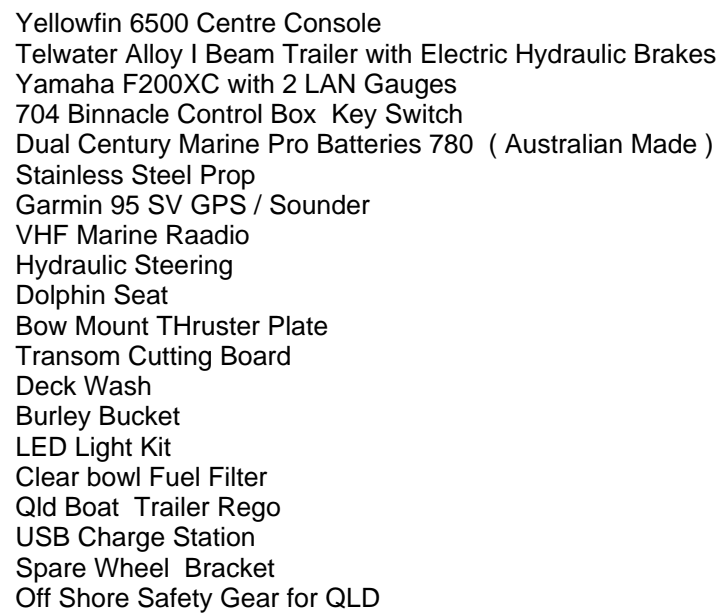 Yellowfin 6500 Centre Console
Telwater Alloy I Beam Trailer with Electric Hydraulic Brakes
Yamaha F200XC with 2 LAN Gauges
704 Binnacle Control Box  Key Switch
Dual Century Marine Pro Batteries 780  ( Australian Made )
Stainless Steel Prop
Garmin 95 SV GPS / Sounder
VHF Marine Raadio
Hydraulic Steering
Dolphin Seat
Bow Mount THruster Plate
Transom Cutting Board
Deck Wash
Burley Bucket
LED Light Kit
Clear bowl Fuel Filter
Qld Boat  Trailer Rego
USB Charge Station
Spare Wheel  Bracket
Off Shore Safety Gear for QLD